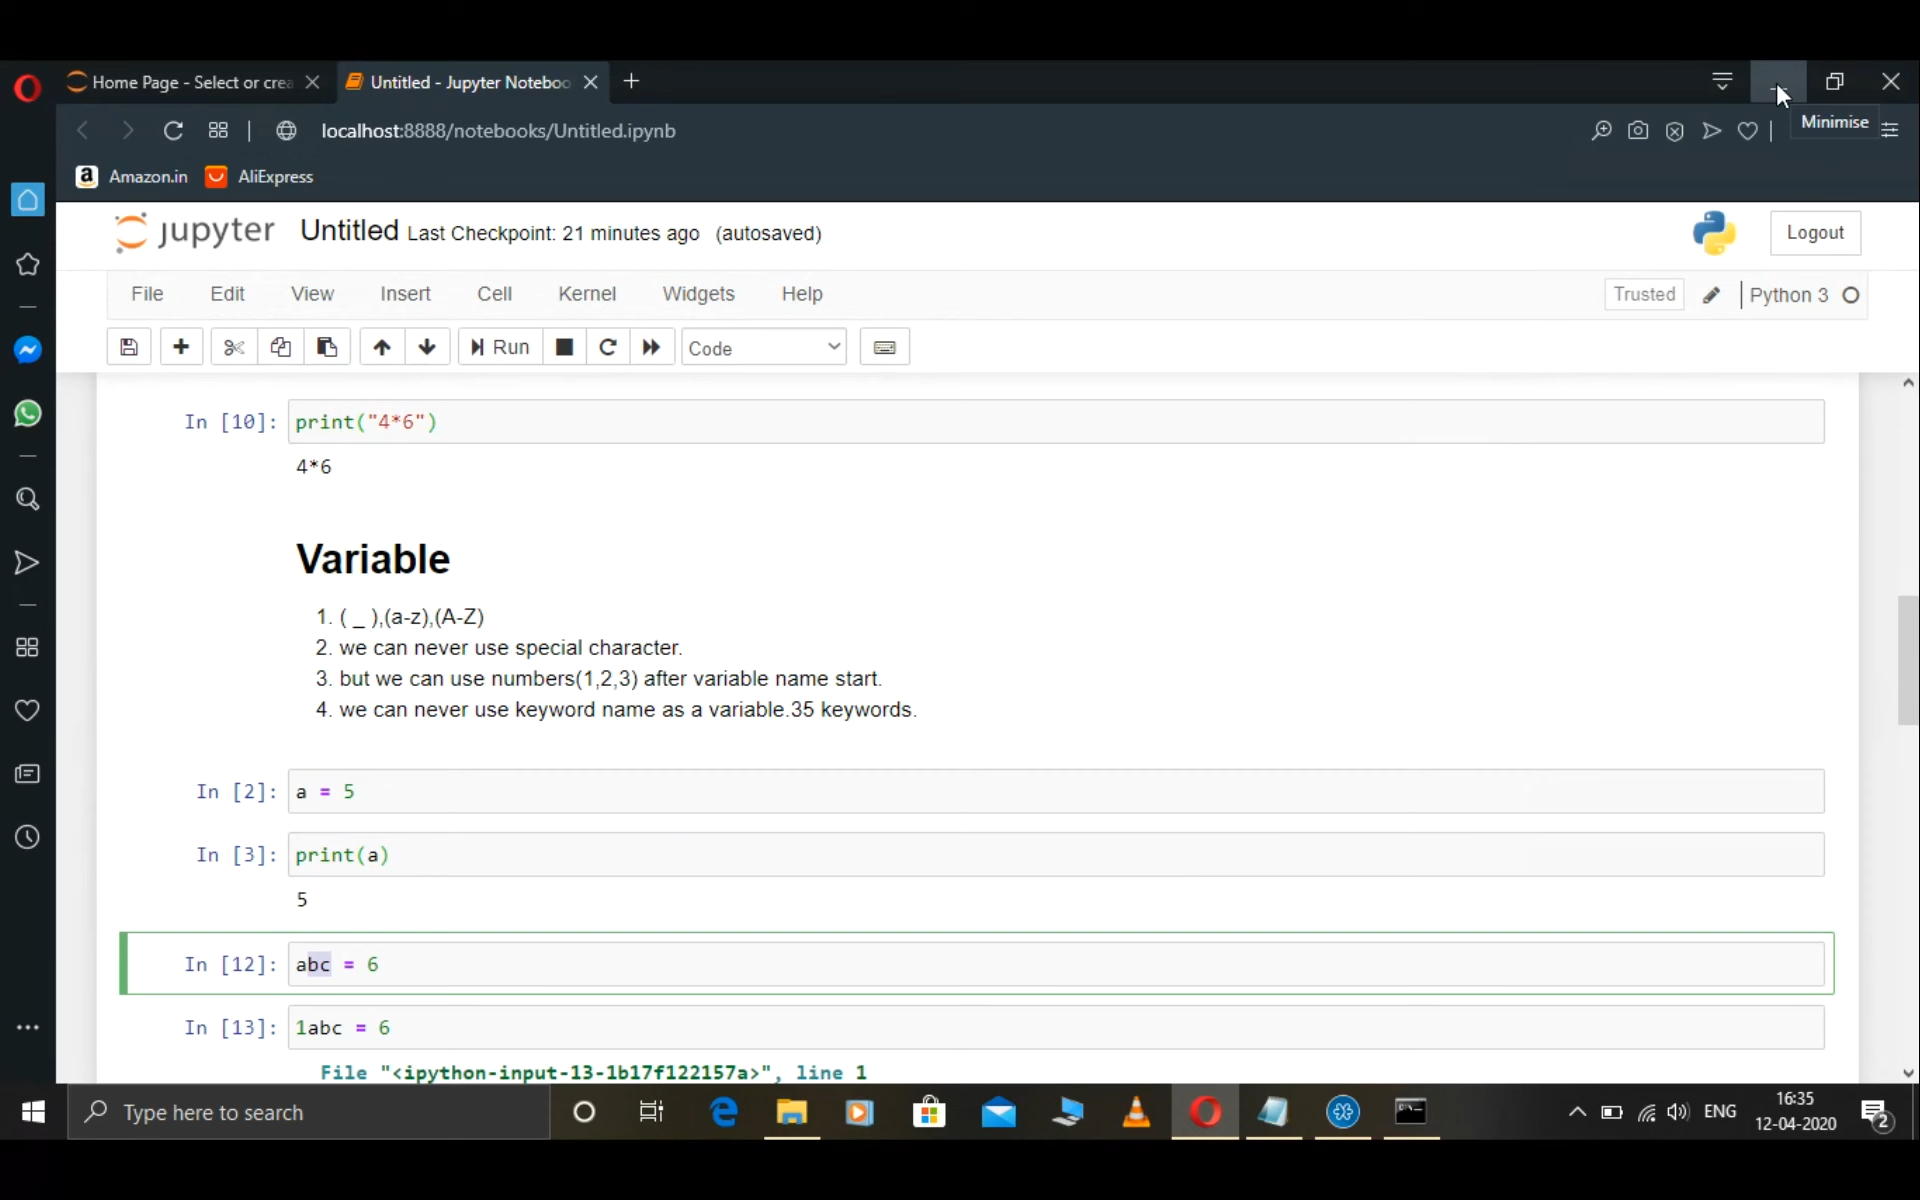 Home Page - Select or crea
Untitled - Jupyter Noteboo
localhost:8888/notebooks/Untitled.ipynb
Minimise
Amazon.in
AliExpress
jupyter Untitled Last Checkpoint: 21 minutes ago (autosaved)
Logout
File Edit View Insert Cell Kernel Widgets Help
Trusted
Python 3
Run
Code
In [10]: print("4*6")
4*6
Variable
1. ( _ ),(a-z),(A-Z)
2. we can never use special character.
3. but we can use numbers(1,2,3) after variable name start.
4. we can never use keyword name as a variable.35 keywords.
In [2]: a = 5
In [3]: print(a)
5
In [12]: abc = 6
In [13]: 1abc = 6
File "<ipython-input-13-1b17f122157a>", line 1
Type here to search
ENG
16:35
12-04-2020
2